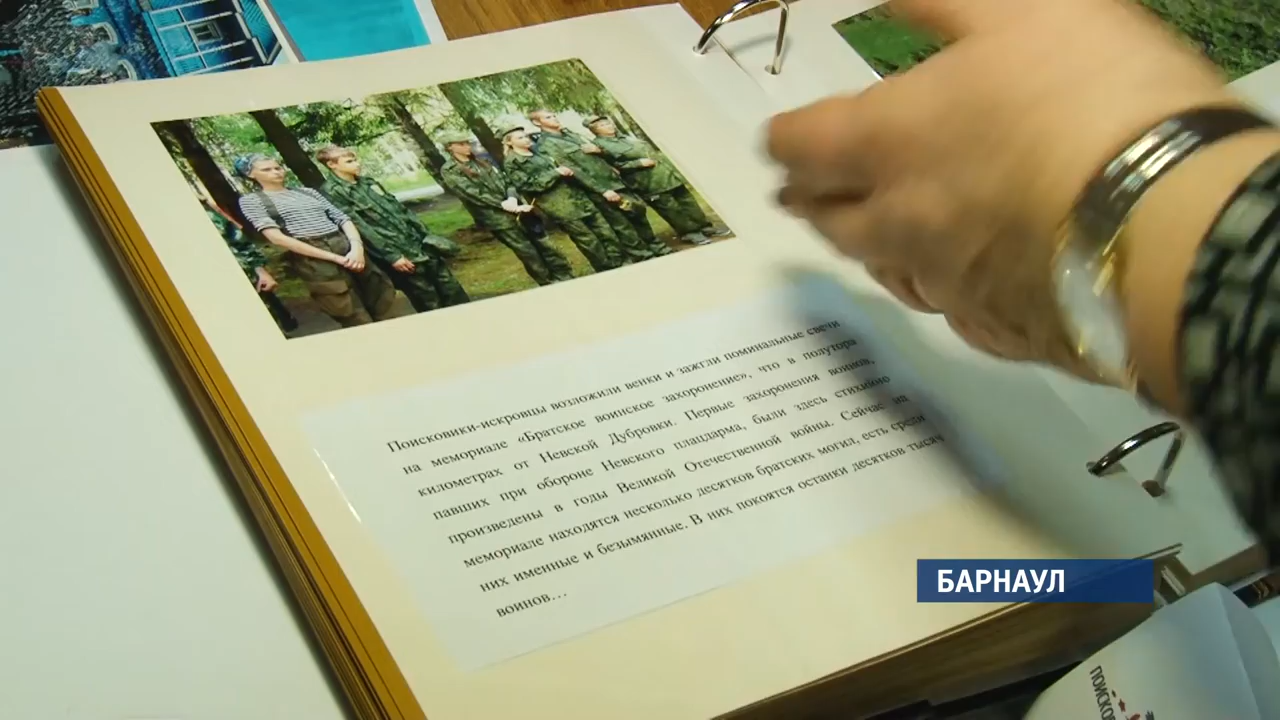 Поисковики-искровцы возложили венки и зажгли поминальные свечи
на мемориале «Братское воинское захоронение», что в полутора
километрах от Невской Дубровки. Первые захоронения воинов,
павших при обороне Невского плацдарма, были здесь стихийно
произведены в годы Великой Отечественной войны. Сейчас на
мемориале находятся несколько десятков братских могил, есть среди
них именные и безымянные. В них покоятся останки десятков тысяч
воинов…
БАРНАУЛ